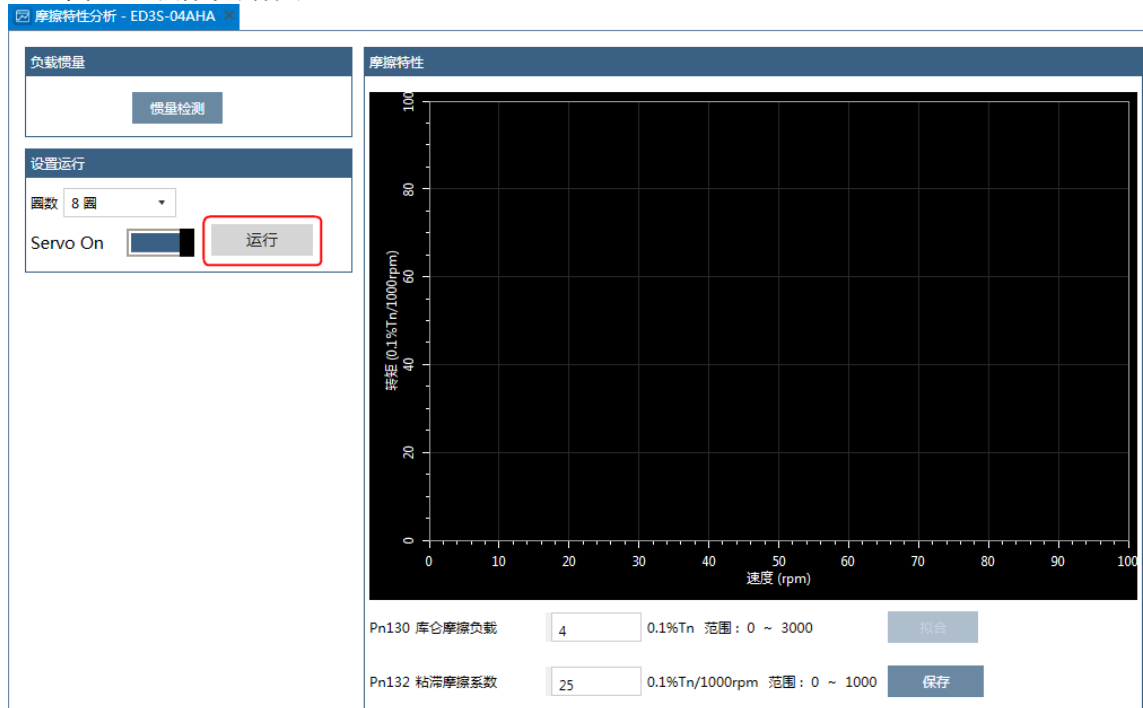 摩擦特性分析 - ED3S-04AHA ×
负载惯量
惯量检测
设置运行
圈数 8 圈
Servo On 运行
摩擦特性
转矩 (0.1%Tn/1000rpm)
100
80
60
40
20
0
0 10 20 30 40 50 60 70 80 90 100
速度 (rpm)
Pn130 库仑摩擦负载 4 0.1%Tn 范围: 0 ~ 3000 拟合
Pn132 粘滞摩擦系数 25 0.1%Tn/1000rpm 范围: 0 ~ 1000 保存